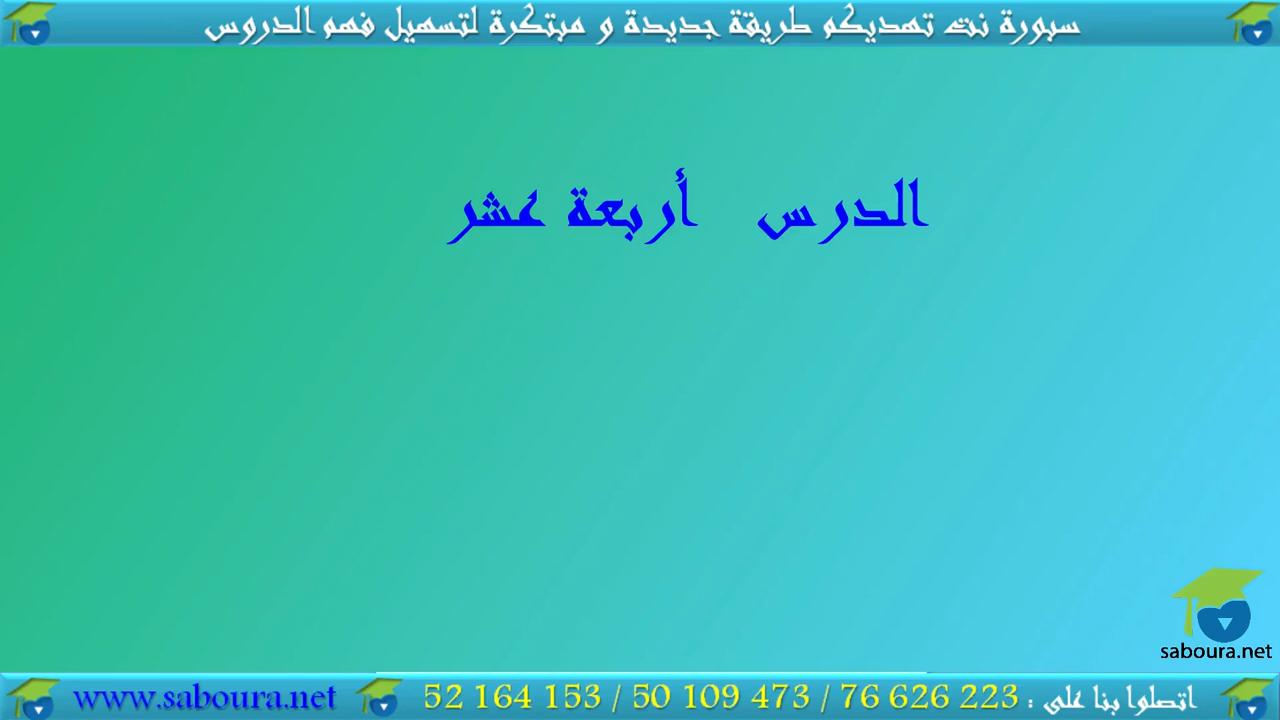 سبورة نت تهديكم طريقة جديدة و مبتكرة لتسهيل فهم الدروس
الدرس أربعة عشر
saboura.net
اتصلوا بنا على : 52 164 153 / 50 109 473 / 76 626 223
www.saboura.net